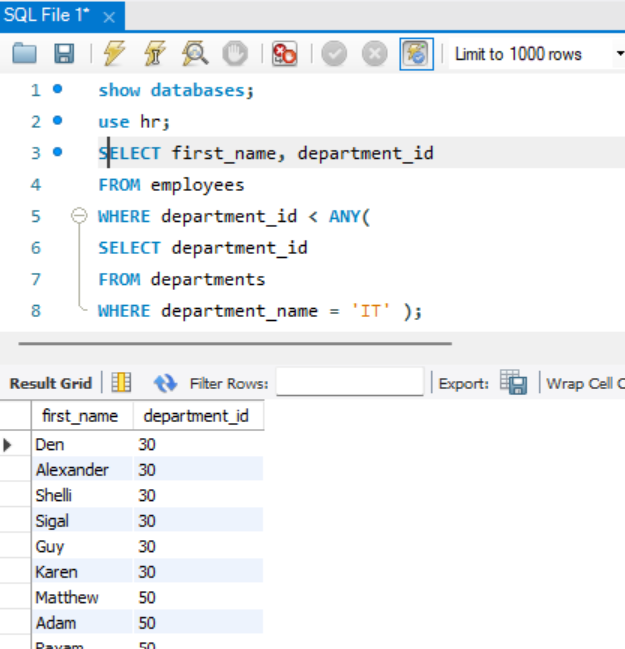 SQL File 1*
Limit to 1000 rows
1 show databases;
2 use hr;
3 SELECT first_name, department_id
4 FROM employees
5 WHERE department_id < ANY(
6 SELECT department_id
7 FROM departments
8 WHERE department_name = 'IT' );
Result Grid Filter Rows: Export: Wrap Cell C
first_name department_id
Den 30
Alexander 30
Shelli 30
Sigal 30
Guy 30
Karen 30
Matthew 50
Adam 50
Payam 50